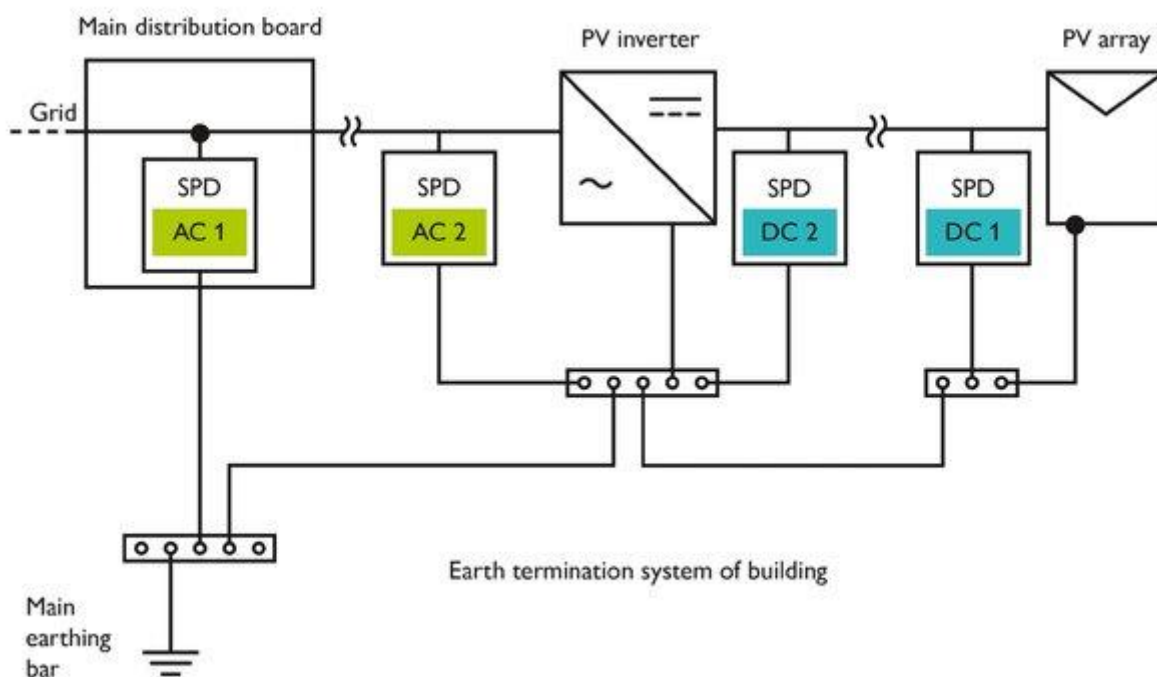 Main distribution board
PV inverter
PV array
Grid
SPD
AC 1
SPD
AC 2
SPD
DC 2
SPD
DC 1
Earth termination system of building
Main
earthing
bar